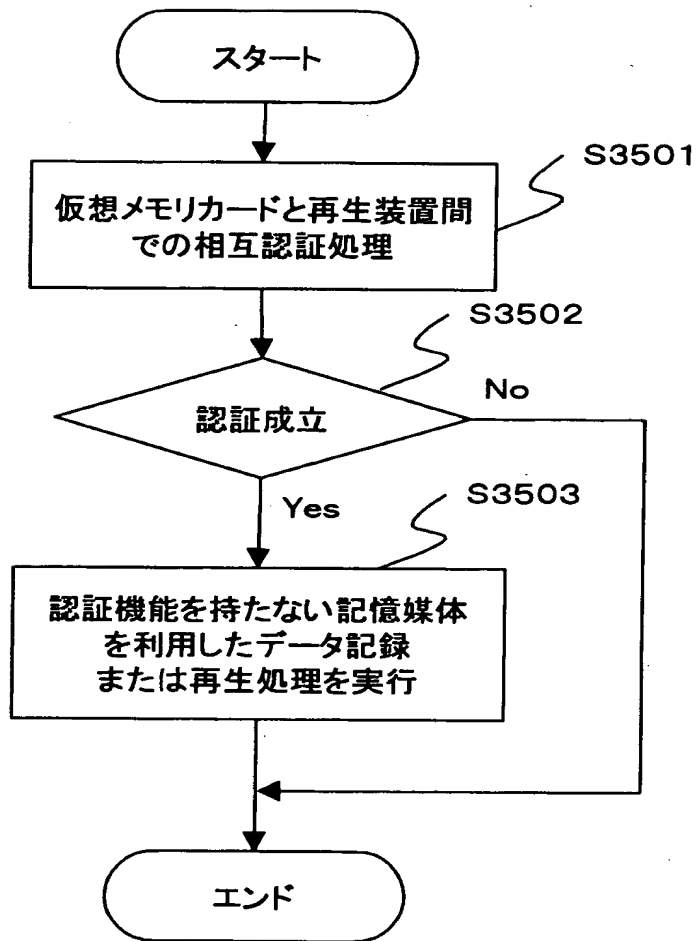 スタート
S3501
仮想メモリカードと再生装置間
での相互認証処理
S3502
認証成立
No
Yes
S3503
認証機能を持たない記憶媒体
を利用したデータ記録
または再生処理を実行
エンド